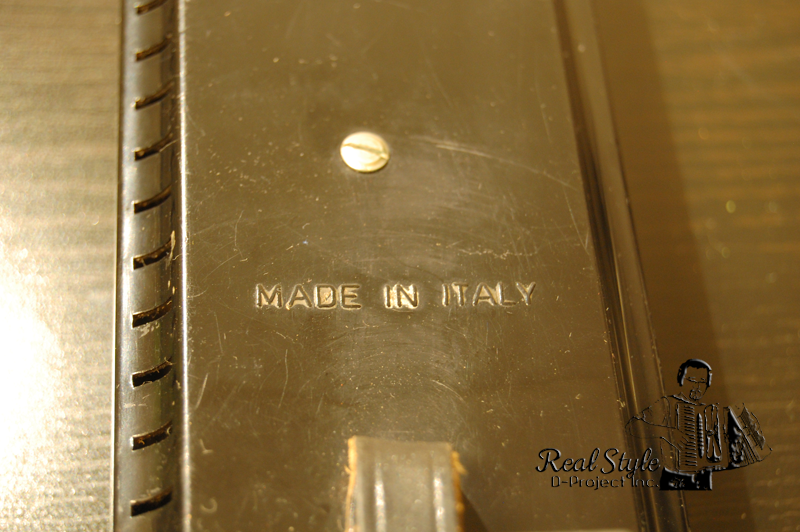 MADE IN ITALY
Real Style
D-Project Inc.